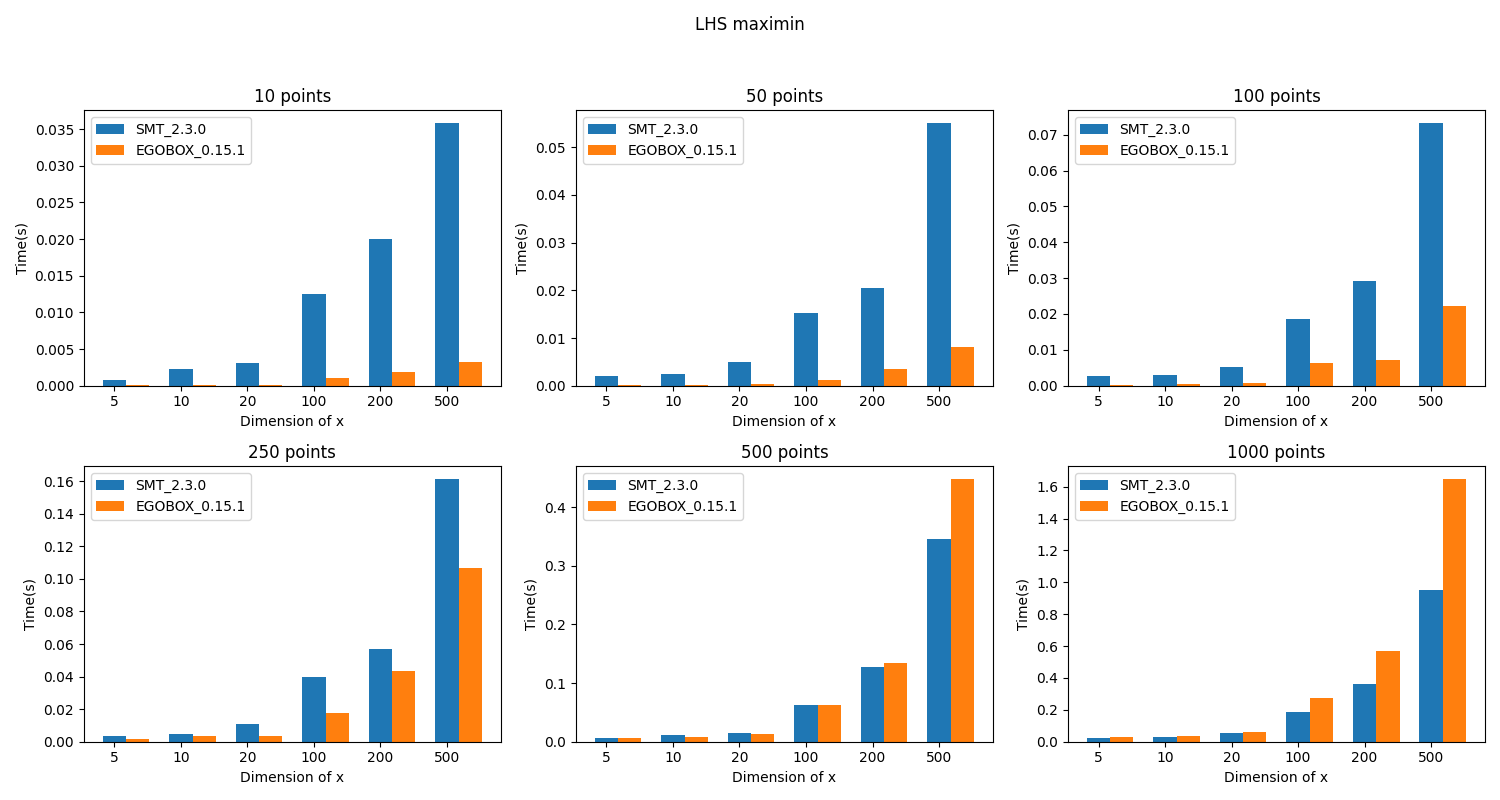 LHS maximin
10 points
Time(s)
0.035
0.030
0.025
0.020
0.015
0.010
0.005
0.000
SMT_2.3.0
EGOBOX_0.15.1
5 10 20 100 200 500
Dimension of x
50 points
Time(s)
0.05
0.04
0.03
0.02
0.01
0.00
SMT_2.3.0
EGOBOX_0.15.1
5 10 20 100 200 500
Dimension of x
100 points
Time(s)
0.07
0.06
0.05
0.04
0.03
0.02
0.01
0.00
SMT_2.3.0
EGOBOX_0.15.1
5 10 20 100 200 500
Dimension of x
250 points
Time(s)
0.16
0.14
0.12
0.10
0.08
0.06
0.04
0.02
0.00
SMT_2.3.0
EGOBOX_0.15.1
5 10 20 100 200 500
Dimension of x
500 points
Time(s)
0.4
0.3
0.2
0.1
0.0
SMT_2.3.0
EGOBOX_0.15.1
5 10 20 100 200 500
Dimension of x
1000 points
Time(s)
1.6
1.4
1.2
1.0
0.8
0.6
0.4
0.2
0.0
SMT_2.3.0
EGOBOX_0.15.1
5 10 20 100 200 500
Dimension of x